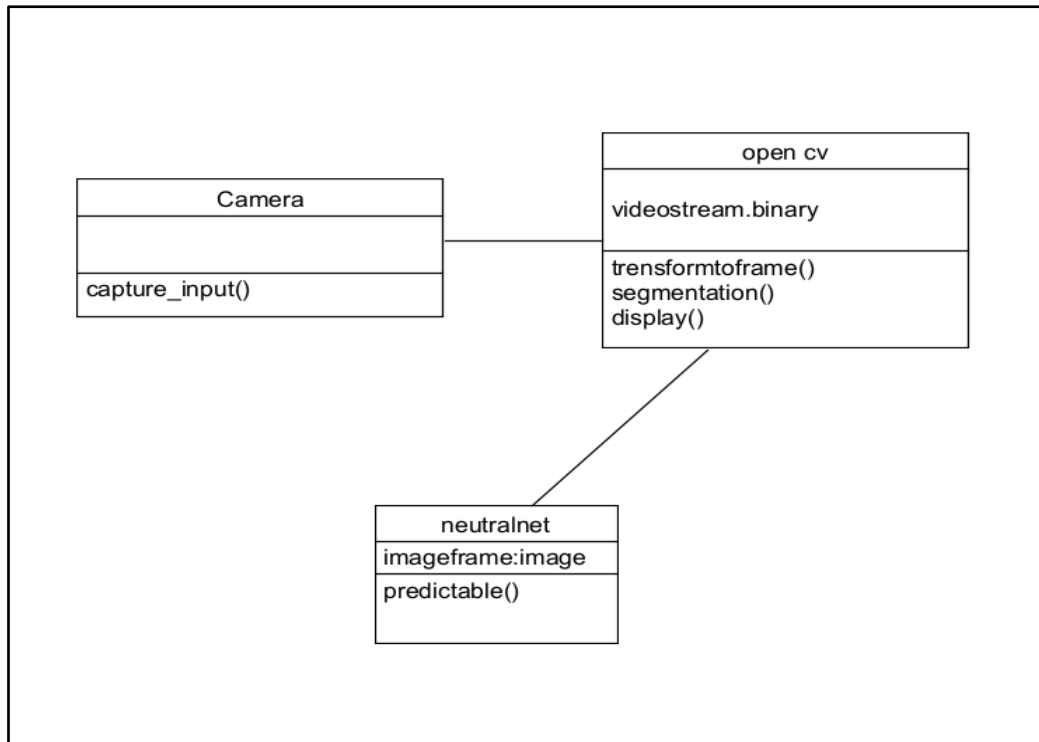 Camera
capture_input()
open cv
videostream.binary
trensformtoframe()
segmentation()
display()
neutralnet
imageframe:image
predictable()